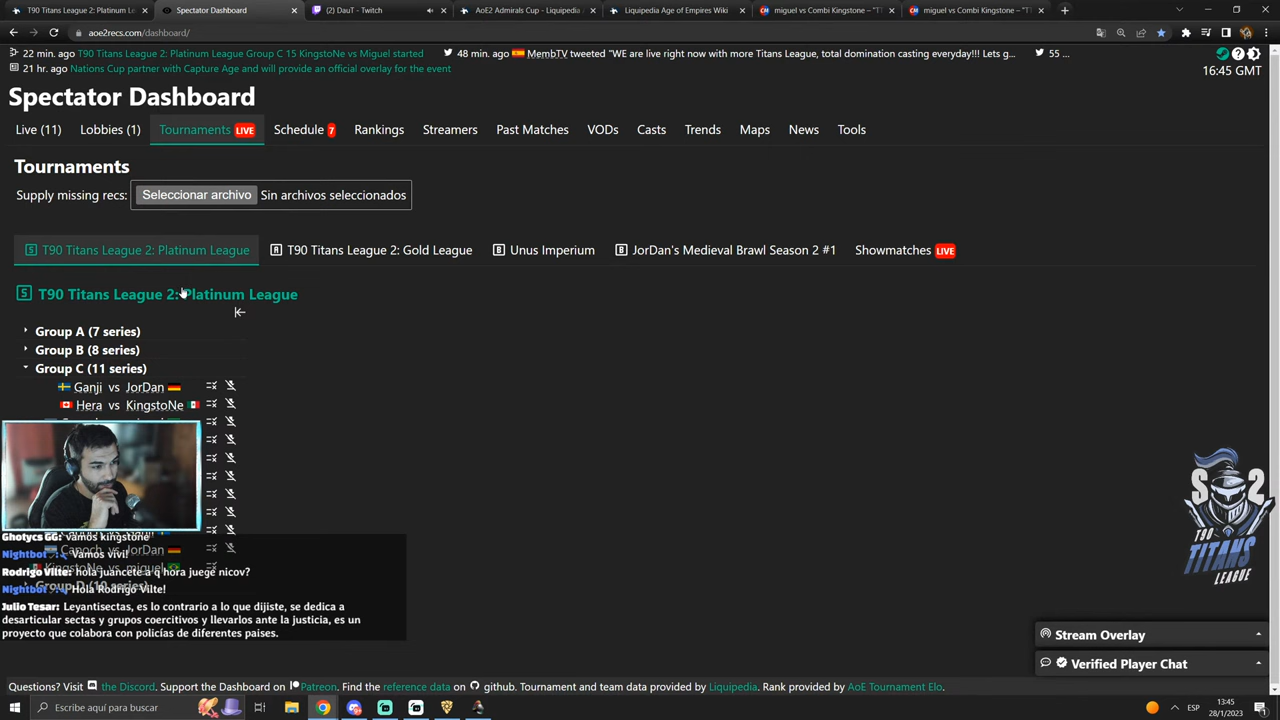 T90 Titans League 2: Platinum Le
Spectator Dashboard
(2) DauT - Twitch
AoE2 Admirals Cup - Liquipedia
Liquipedia Age of Empires Wiki
miguel vs Combi Kingstone – "T
miguel vs Combi Kingstone – "T
aoe2recs.com/dashboard/
22 min. ago T90 Titans League 2: Platinum League Group C 15 KingstoNe vs Miguel started
48 min. ago MembTV tweeted "WE are live right now with more Titans League, total domination casting everyday!!! Lets g...
55 ...
21 hr. ago Nations Cup partner with Capture Age and will provide an official overlay for the event
16:45 GMT
Spectator Dashboard
Live (11)
Lobbies (1)
Tournaments LIVE
Schedule 7
Rankings
Streamers
Past Matches
VODs
Casts
Trends
Maps
News
Tools
Tournaments
Supply missing recs: Seleccionar archivo Sin archivos seleccionados
S T90 Titans League 2: Platinum League
A T90 Titans League 2: Gold League
B Unus Imperium
B JorDan's Medieval Brawl Season 2 #1
Showmatches LIVE
S T90 Titans League 2: Platinum League
Group A (7 series)
Group B (8 series)
Group C (11 series)
Ganji vs JorDan
Hera vs KingstoNe
Capoch vs JorDan
KingstoNe vs miguel
Group D (10 series)
Ghotycs GG: vamos kingstone
Nightbot: Vamos vivi!
Rodrigo Vilte: hola juancete a q hora juege nicov?
Nightbot: Hola Rodrigo Vilte!
Julio Tesar: Leyantisectas, es lo contrario a lo que dijiste, se dedica a
desarticular sectas y grupos coercitivos y llevarlos ante la justicia, es un
proyecto que colabora con policías de diferentes paises.
S 2
T90
TITANS
LEAGUE
Stream Overlay
Verified Player Chat
Questions? Visit the Discord. Support the Dashboard on Patreon. Find the reference data on github. Tournament and team data provided by Liquipedia. Rank provided by AoE Tournament Elo.
Escribe aquí para buscar
ESP
13:45
28/1/2023
1